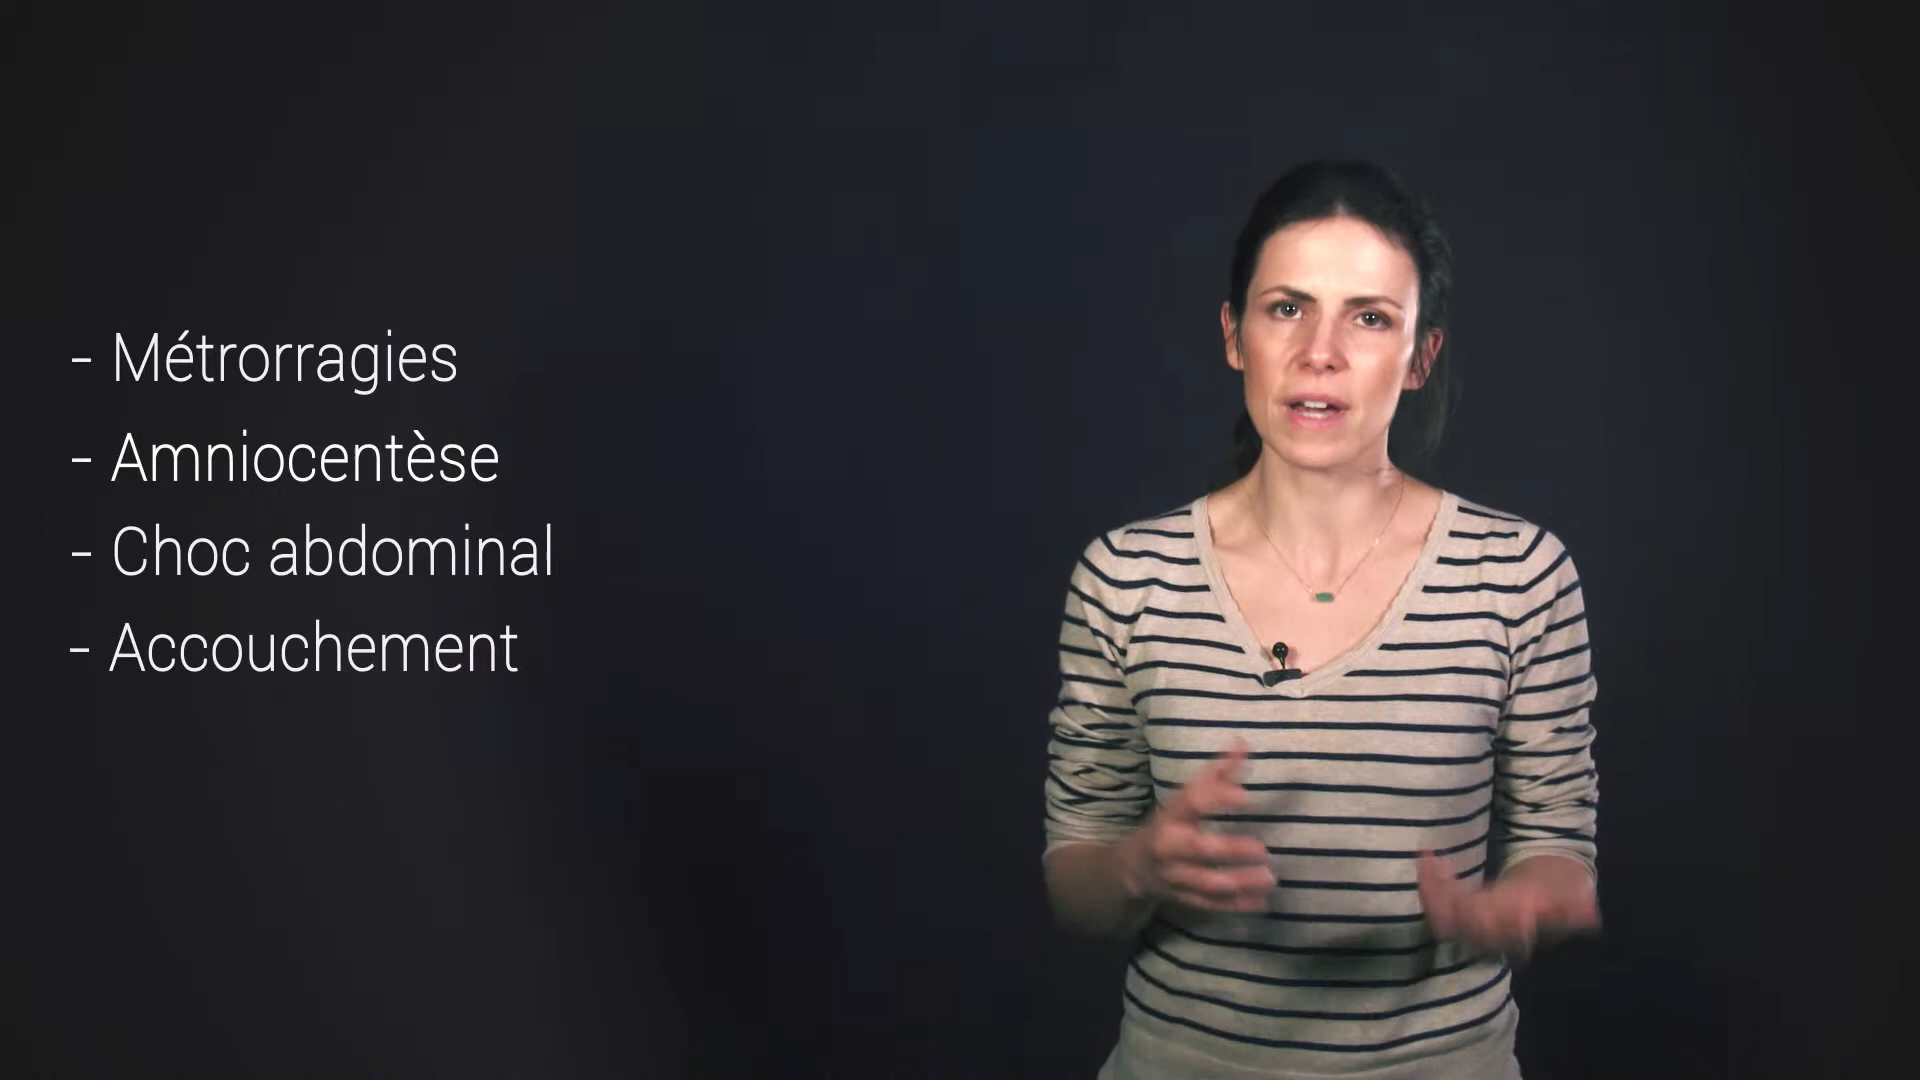 - Métrorragies
- Amniocentèse
- Choc abdominal
- Accouchement